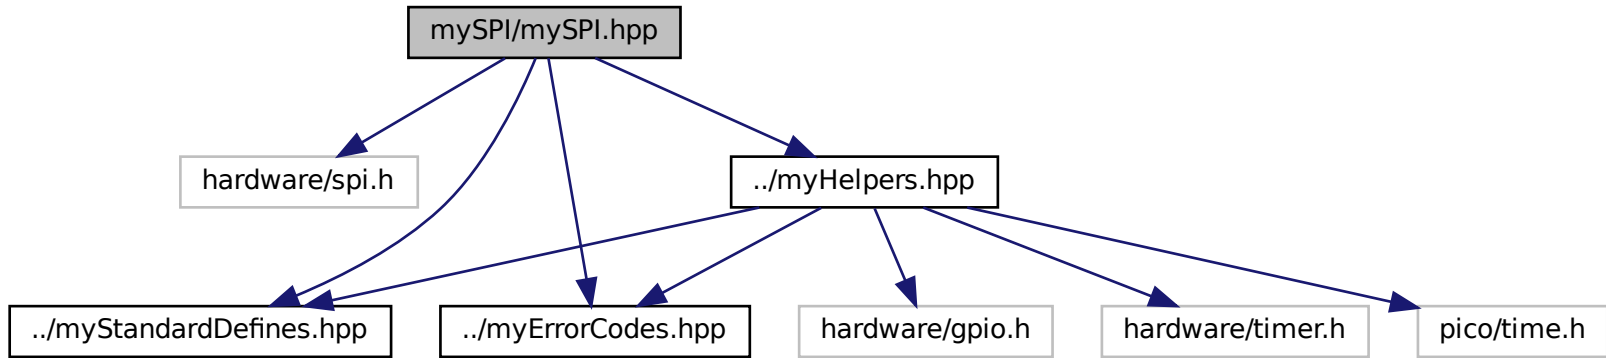 mySPI/mySPI.hpp
hardware/spi.h
../myHelpers.hpp
../myStandardDefines.hpp
../myErrorCodes.hpp
hardware/gpio.h
hardware/timer.h
pico/time.h